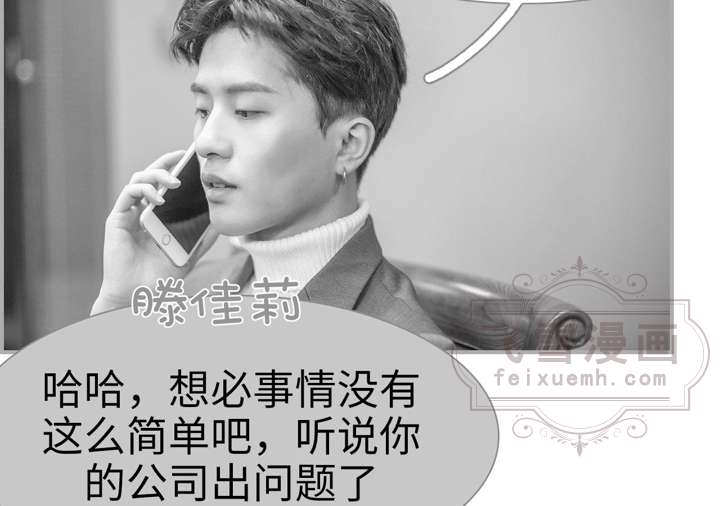 滕佳莉
飞雪漫画
feixuemh.com
哈哈，想必事情没有
这么简单吧，听说你
的公司出问题了